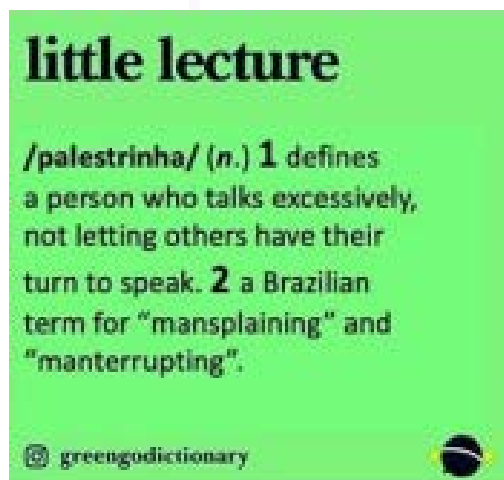 little lecture
/palestrinha/ (n.) 1 defines
a person who talks excessively,
not letting others have their
turn to speak. 2 a Brazilian
term for “mansplaining” and
“manterrupting”.
greengodictionary